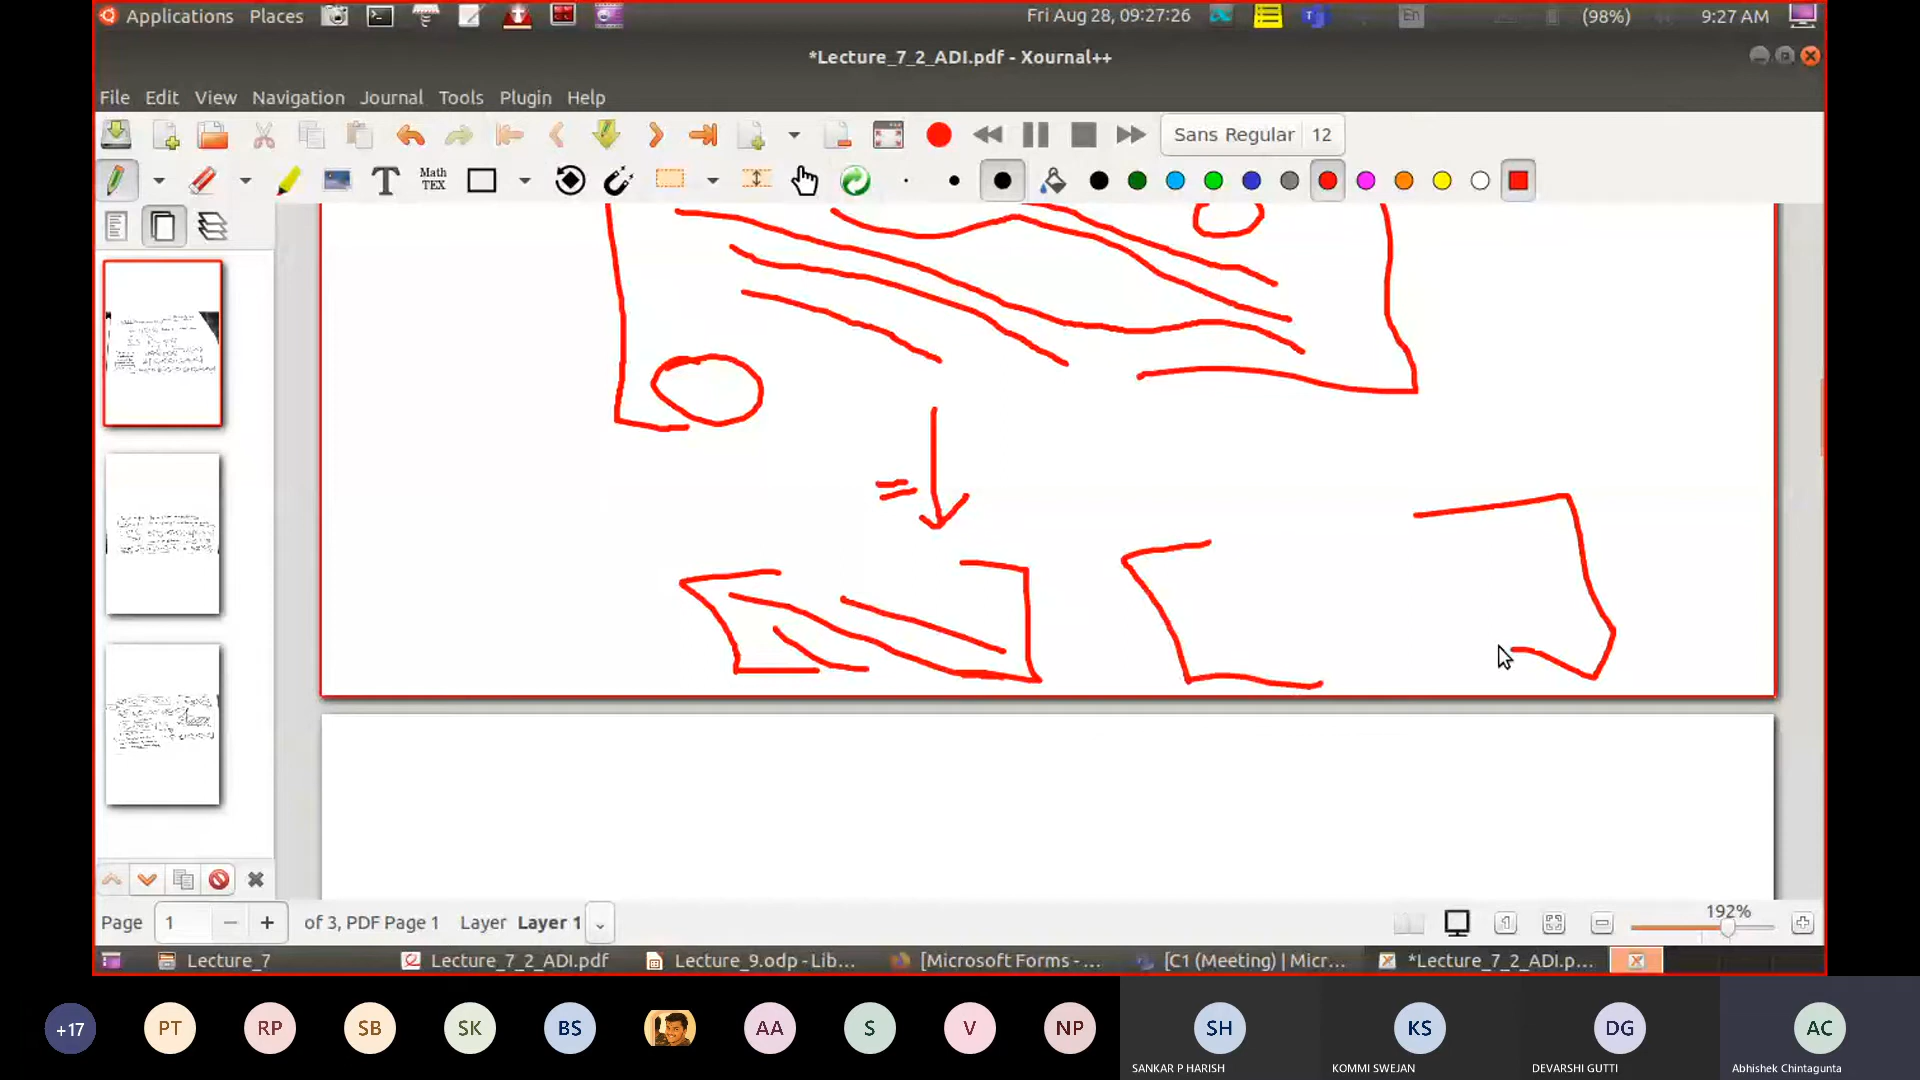 Applications Places Fri Aug 28, 09:27:26 En (98%) 9:27 AM
*Lecture_7_2_ADI.pdf - Xournal++
File Edit View Navigation Journal Tools Plugin Help
Sans Regular 12
T Math TEX
=
Page 1 of 3, PDF Page 1 Layer Layer 1 192%
Lecture_7 Lecture_7_2_ADI.pdf Lecture_9.odp - Lib... [Microsoft Forms - ... [C1 (Meeting) | Micr... *Lecture_7_2_ADI.p...
+17 PT RP SB SK BS AA S V NP SH KS DG AC
SANKAR P HARISH KOMMI SWEJAN DEVARSHI GUTTI Abhishek Chintagunta